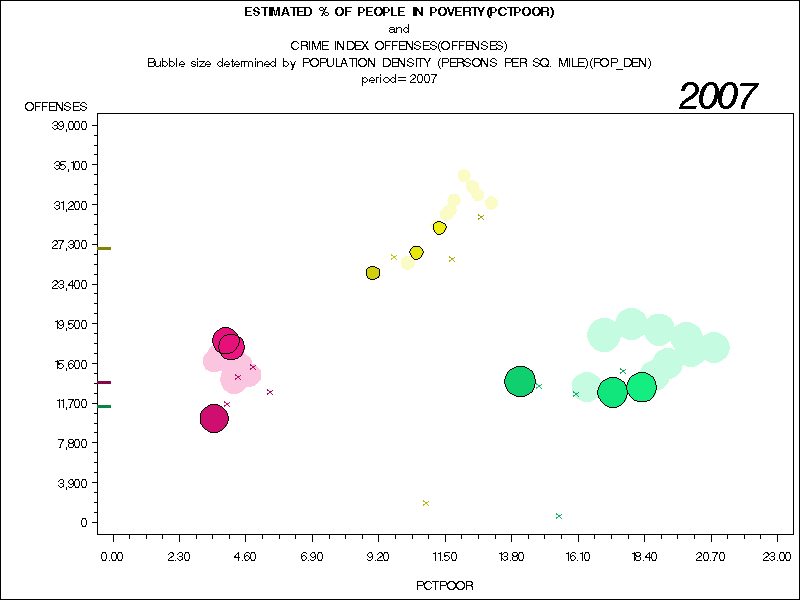 ESTIMATED % OF PEOPLE IN POVERTY(PCTPOOR)
and
CRIME INDEX OFFENSES(OFFENSES)
Bubble size determined by POPULATION DENSITY (PERSONS PER SQ. MILE)(FOP_DEN)
period=2007
2007
OFFENSES
39,000
35,100
31,200
27,300
23,400
19,500
15,600
11,700
7,800
3,900
0
0.00 2.30 4.60 6.90 9.20 11.50 13.80 16.10 18.40 20.70 23.00
PCTPOOR